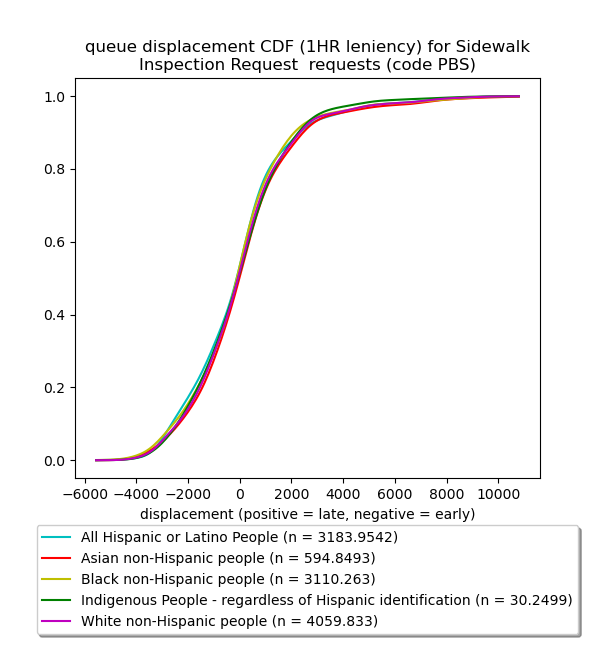 queue displacement CDF (1HR leniency) for Sidewalk
Inspection Request  requests (code PBS)
1.0
0.8
0.6
0.4
0.2
0.0
−6000 −4000 −2000 0 2000 4000 6000 8000 10000
displacement (positive = late, negative = early)
All Hispanic or Latino People (n = 3183.9542)
Asian non-Hispanic people (n = 594.8493)
Black non-Hispanic people (n = 3110.263)
Indigenous People - regardless of Hispanic identification (n = 30.2499)
White non-Hispanic people (n = 4059.833)